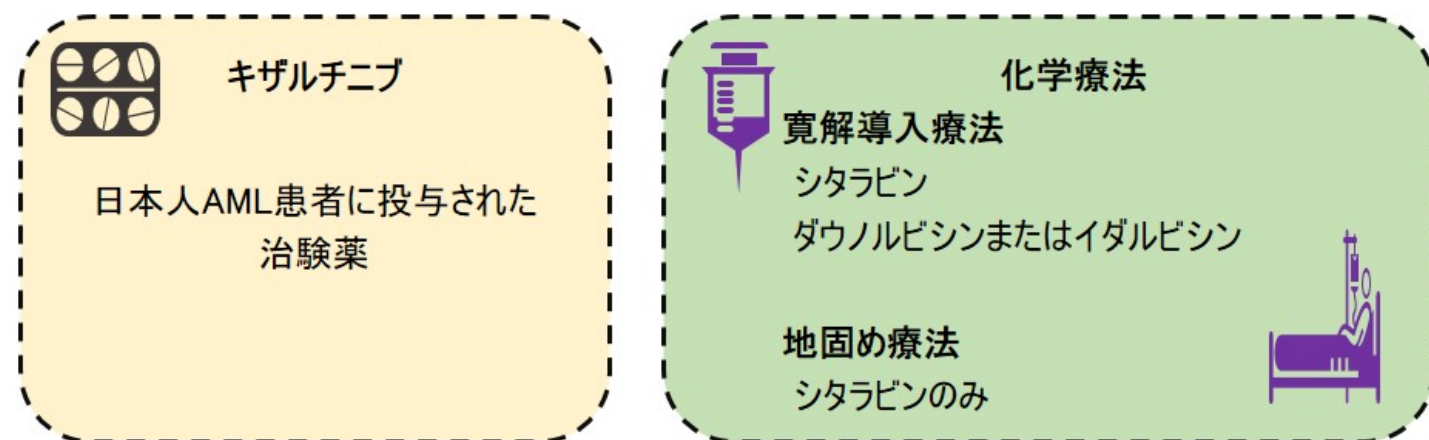 キザルチニブ
日本人AML患者に投与された
治験薬
化学療法
寛解導入療法
シタラビン
ダウノルビシンまたはイダルビシン
地固め療法
シタラビンのみ